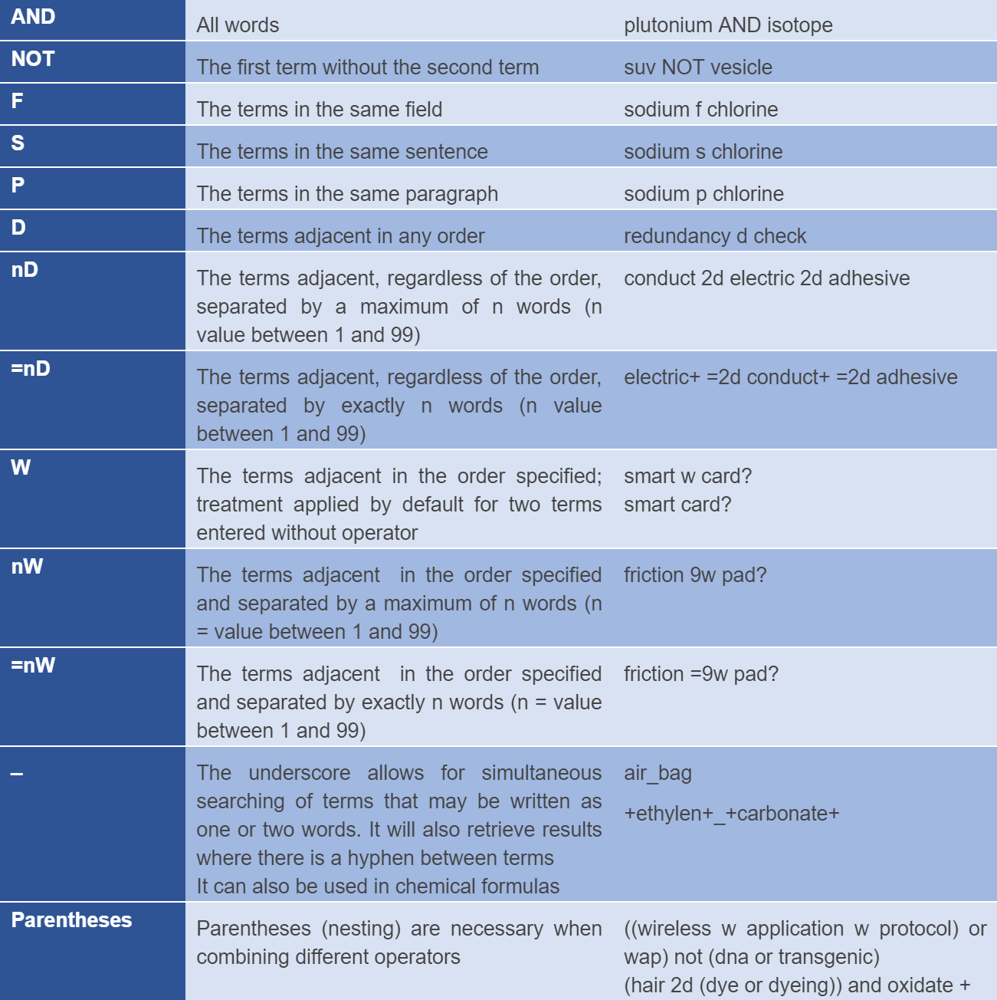 AND
All words
plutonium AND isotope
NOT
The first term without the second term
suv NOT vesicle
F
The terms in the same field
sodium f chlorine
S
The terms in the same sentence
sodium s chlorine
P
The terms in the same paragraph
sodium p chlorine
D
The terms adjacent in any order
redundancy d check
nD
The terms adjacent, regardless of the order,
separated by a maximum of n words (n
value between 1 and 99)
conduct 2d electric 2d adhesive
=nD
The terms adjacent, regardless of the order,
separated by exactly n words (n value
between 1 and 99)
electric+ =2d conduct+ =2d adhesive
W
The terms adjacent in the order specified;
treatment applied by default for two terms
entered without operator
smart w card?
smart card?
nW
The terms adjacent in the order specified
and separated by a maximum of n words (n
= value between 1 and 99)
friction 9w pad?
=nW
The terms adjacent in the order specified
and separated by exactly n words (n = value
between 1 and 99)
friction =9w pad?
_
The underscore allows for simultaneous
searching of terms that may be written as
one or two words. It will also retrieve results
where there is a hyphen between terms
It can also be used in chemical formulas
air_bag
+ethylen+_+carbonate+
Parentheses
Parentheses (nesting) are necessary when
combining different operators
((wireless w application w protocol) or
wap) not (dna or transgenic)
(hair 2d (dye or dyeing)) and oxidate +